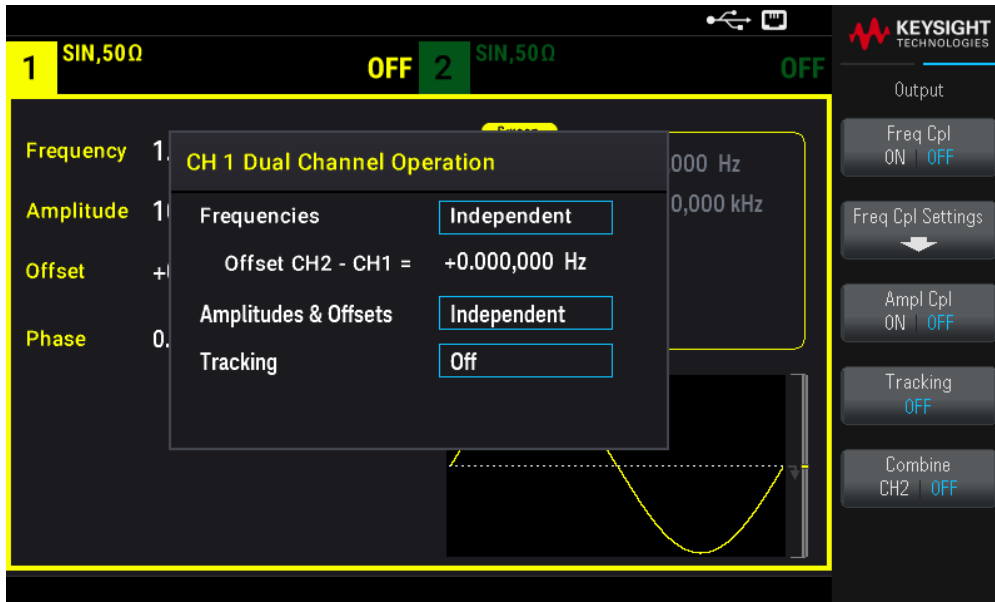 KEYSIGHT
TECHNOLOGIES
1 SIN,50Ω OFF 2 SIN,50Ω OFF
Output
Frequency 1.
,000 Hz
Amplitude
0,000 kHz
Offset
Phase 0.
CH 1 Dual Channel Operation
Frequencies Independent
Offset CH2 - CH1 = +0.000,000 Hz
Amplitudes & Offsets Independent
Tracking Off
Freq Cpl
ON | OFF
Freq Cpl Settings
Ampl Cpl
ON | OFF
Tracking
OFF
Combine
CH2 | OFF